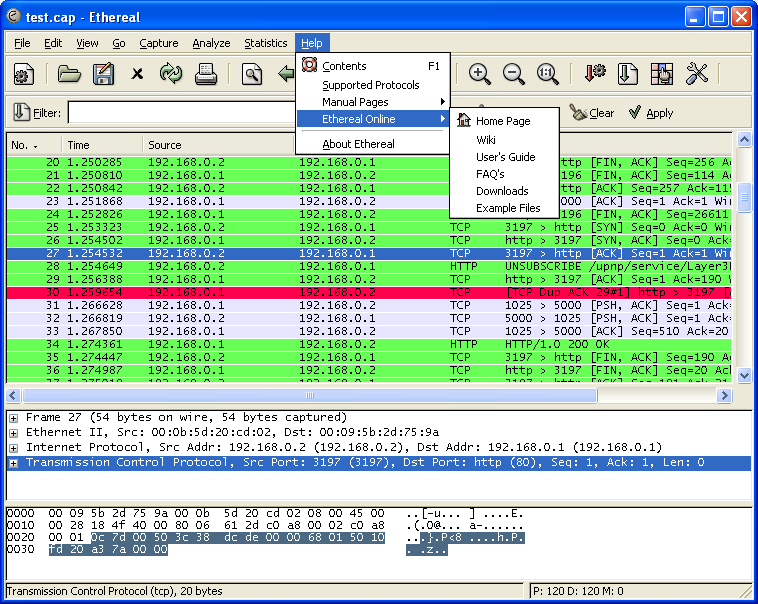 test.cap - Ethereal
File Edit View Go Capture Analyze Statistics Help
Contents F1
Supported Protocols
Manual Pages
Ethereal Online
About Ethereal
Home Page
Wiki
User's Guide
FAQ's
Downloads
Example Files
Filter: Clear Apply
No. . Time Source
20 1.250285 192.168.0.2 192.168.0.1 http [FIN, ACK] Seq=256 A
21 1.250810 192.168.0.1 192.168.0.2 http [FIN, ACK] Seq=114 A
22 1.250842 192.168.0.2 192.168.0.1 http [ACK] Seq=257 Ack=115
23 1.251868 192.168.0.1 192.168.0.2 000 [ACK] Seq=1 Ack=1 Wi
24 1.252826 192.168.0.1 192.168.0.2 196 [FIN, ACK] Seq=26611
25 1.253323 192.168.0.2 192.168.0.1 TCP 3197 > http [SYN] Seq=0 Ack=0 Wi
26 1.254502 192.168.0.1 192.168.0.2 TCP http > 3197 [SYN, ACK] Seq=0 Ack=
27 1.254532 192.168.0.2 192.168.0.1 TCP 3197 > http [ACK] Seq=1 Ack=1 Wi
28 1.254649 192.168.0.2 192.168.0.1 HTTP UNSUBSCRIBE /upnp/service/Layer3
29 1.256388 192.168.0.1 192.168.0.2 TCP http > 3197 [ACK] Seq=1 Ack=190 W
30 1.259654 192.168.0.1 192.168.0.2 TCP [TCP Dup ACK 29#1] http > 3197 [
31 1.266628 192.168.0.1 192.168.0.2 TCP 1025 > 5000 [PSH, ACK] Seq=1 Ack=
32 1.266819 192.168.0.2 192.168.0.1 TCP 5000 > 1025 [PSH, ACK] Seq=1 Ack=
33 1.267850 192.168.0.1 192.168.0.2 TCP 1025 > 5000 [ACK] Seq=510 Ack=20
34 1.274361 192.168.0.1 192.168.0.2 HTTP HTTP/1.0 200 OK
35 1.274447 192.168.0.2 192.168.0.1 TCP 3197 > http [FIN, ACK] Seq=190 A
36 1.274987 192.168.0.1 192.168.0.2 TCP http > 3197 [FIN, ACK] Seq=20 A
Frame 27 (54 bytes on wire, 54 bytes captured)
Ethernet II, Src: 00:0b:5d:20:cd:02, Dst: 00:09:5b:2d:75:9a
Internet Protocol, Src Addr: 192.168.0.2 (192.168.0.2), Dst Addr: 192.168.0.1 (192.168.0.1)
Transmission Control Protocol, Src Port: 3197 (3197), Dst Port: http (80), Seq: 1, Ack: 1, Len: 0
0000 00 09 5b 2d 75 9a 00 0b 5d 20 cd 02 08 00 45 00 ..[-u... ] ....E.
0010 00 28 18 4f 40 00 80 06 61 2d c0 a8 00 02 c0 a8 .(.O@... a-......
0020 00 01 0c 7d 00 50 3c 38 dc de 00 00 68 01 50 10 ...}.P<8 ....h.P.
0030 fd 20 a3 7a 00 00 . .z..
Transmission Control Protocol (tcp), 20 bytes P: 120 D: 120 M: 0